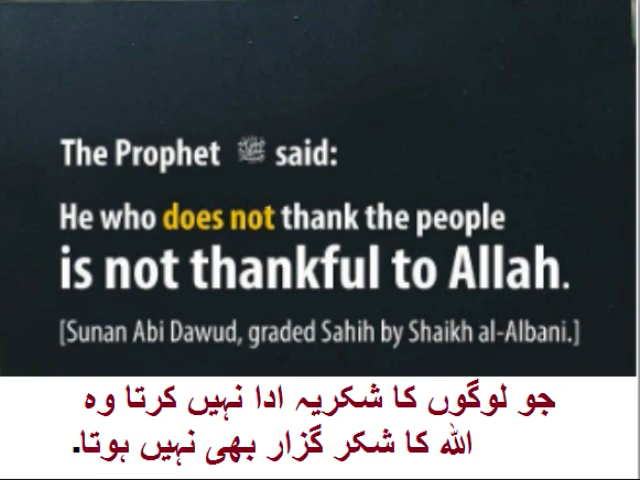 The Prophet ﷺ said:
He who does not thank the people
is not thankful to Allah.
[Sunan Abi Dawud, graded Sahih by Shaikh al-Albani.]
جو لوگوں کا شکریہ ادا نہیں کرتا وہ
اللہ کا شکر گزار بھی نہیں ہوتا.